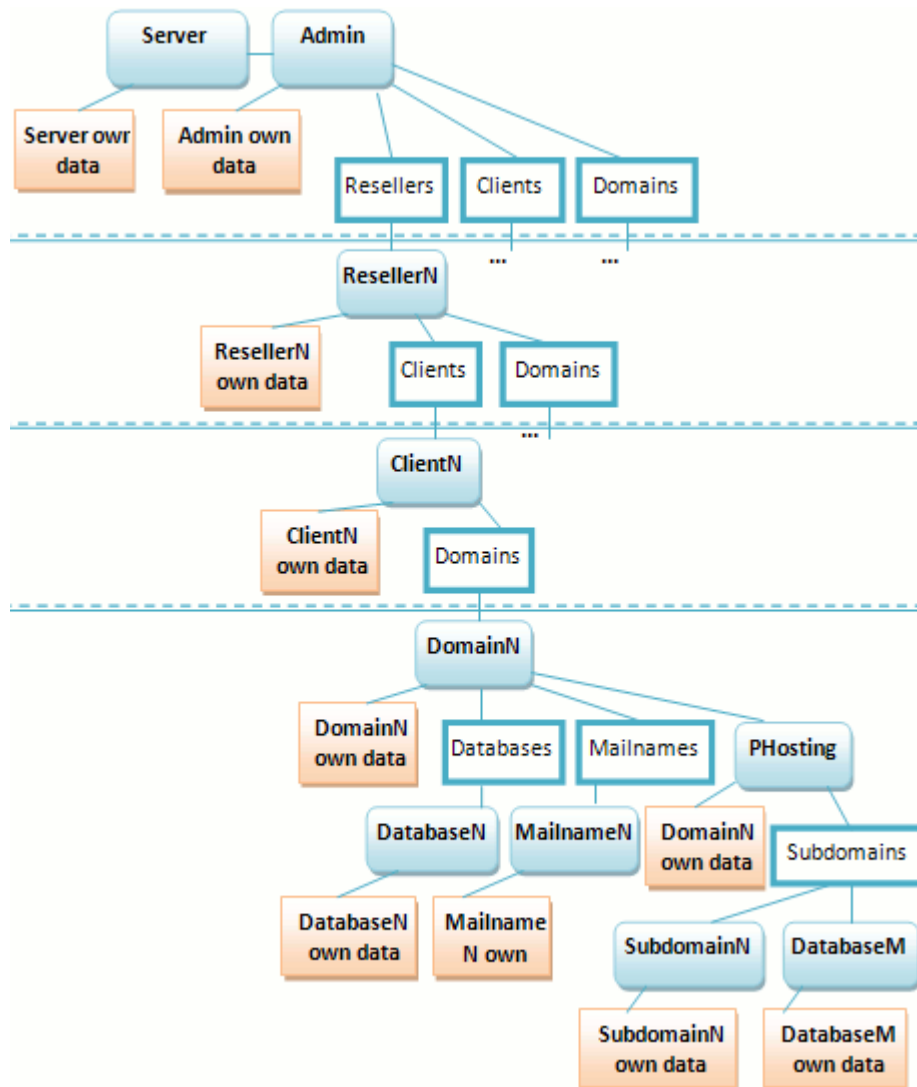 Server
Admin
Server owr
data
Admin own
data
Resellers
Clients
Domains
...
...
ResellerN
ResellerN
own data
Clients
Domains
...
ClientN
ClientN
own data
Domains
DomainN
DomainN
own data
Databases
Mailnames
PHosting
DatabaseN
MailnameN
DomainN
own data
Subdomains
DatabaseN
own data
Mailname
N own
SubdomainN
DatabaseM
SubdomainN
own data
DatabaseM
own data